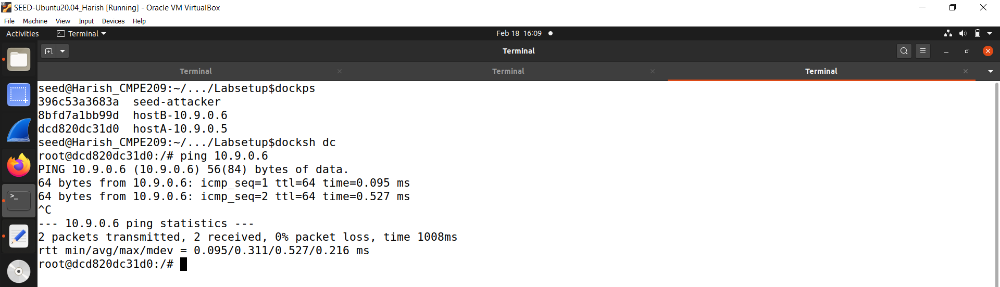 SEED-Ubuntu20.04_Harish [Running] - Oracle VM VirtualBox
File Machine View Input Devices Help
Activities Terminal Feb 18 16:09
Terminal
Terminal Terminal Terminal
seed@Harish_CMPE209:~/.../Labsetup$dockps
396c53a3683a  seed-attacker
8bfd7a1bb99d  hostB-10.9.0.6
dcd820dc31d0  hostA-10.9.0.5
seed@Harish_CMPE209:~/.../Labsetup$docksh dc
root@dcd820dc31d0:/# ping 10.9.0.6
PING 10.9.0.6 (10.9.0.6) 56(84) bytes of data.
64 bytes from 10.9.0.6: icmp_seq=1 ttl=64 time=0.095 ms
64 bytes from 10.9.0.6: icmp_seq=2 ttl=64 time=0.527 ms
^C
--- 10.9.0.6 ping statistics ---
2 packets transmitted, 2 received, 0% packet loss, time 1008ms
rtt min/avg/max/mdev = 0.095/0.311/0.527/0.216 ms
root@dcd820dc31d0:/#